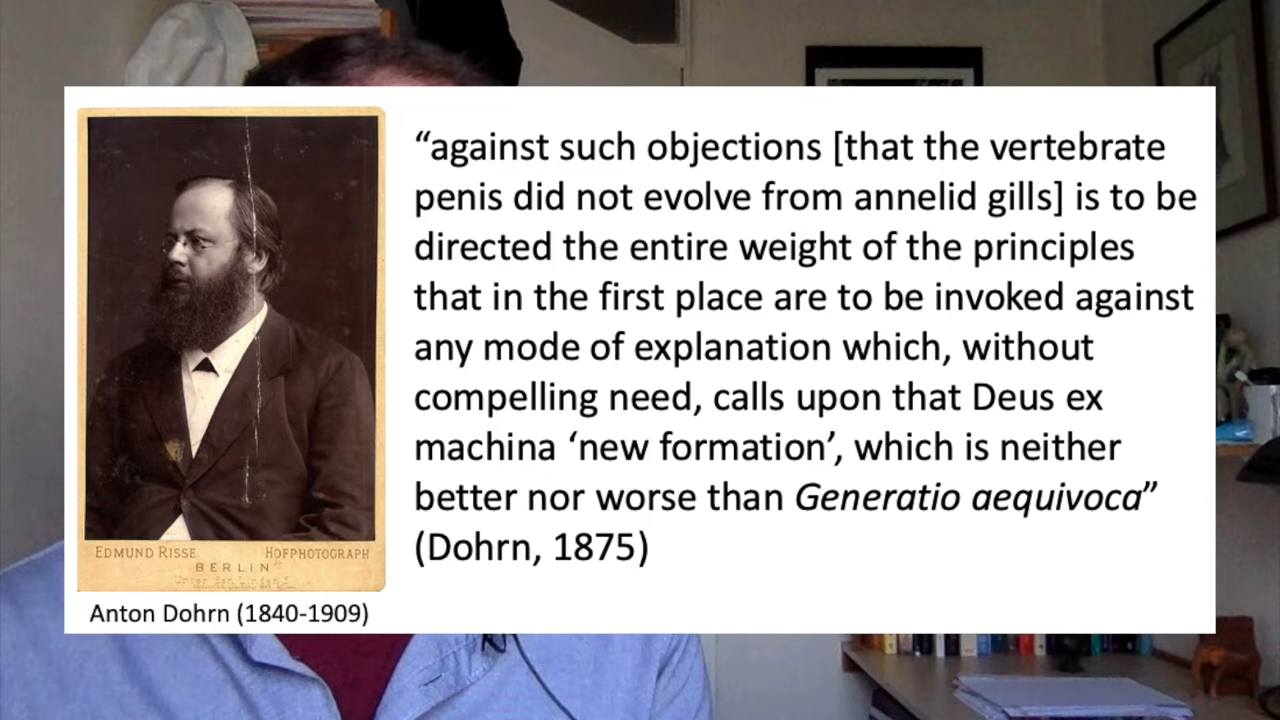 “against such objections [that the vertebrate
penis did not evolve from annelid gills] is to be
directed the entire weight of the principles
that in the first place are to be invoked against
any mode of explanation which, without
compelling need, calls upon that Deus ex
machina ‘new formation’, which is neither
better nor worse than Generatio aequivoca”
(Dohrn, 1875)
EDMUND RISSE HOFPHOTOGRAPH
BERLIN
Unter den Linden
Anton Dohrn (1840-1909)